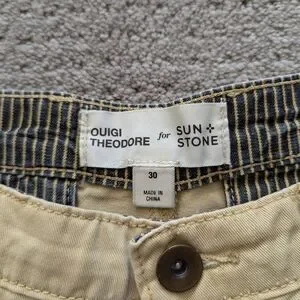 OUIGI THEODORE for SUN + STONE
30
MADE IN
CHINA